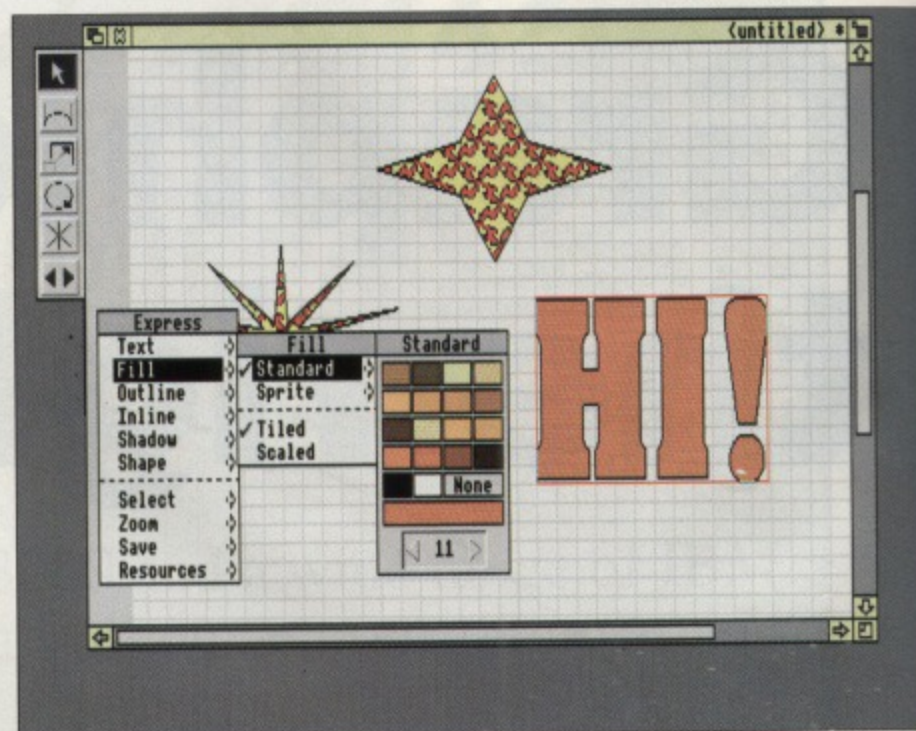 <untitled> *
HI!
Express
Text
Fill
Outline
Inline
Shadow
Shape
Select
Zoom
Save
Resources
Fill
Standard
Sprite
Tiled
Scaled
Standard
None
11